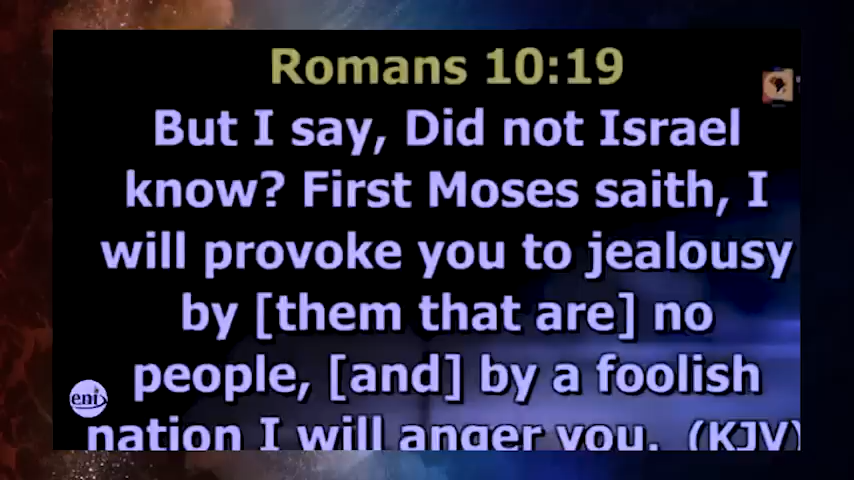 Romans 10:19
But I say, Did not Israel
know? First Moses saith, I
will provoke you to jealousy
by [them that are] no
people, [and] by a foolish
eni
nation I will anger you. (KJV)